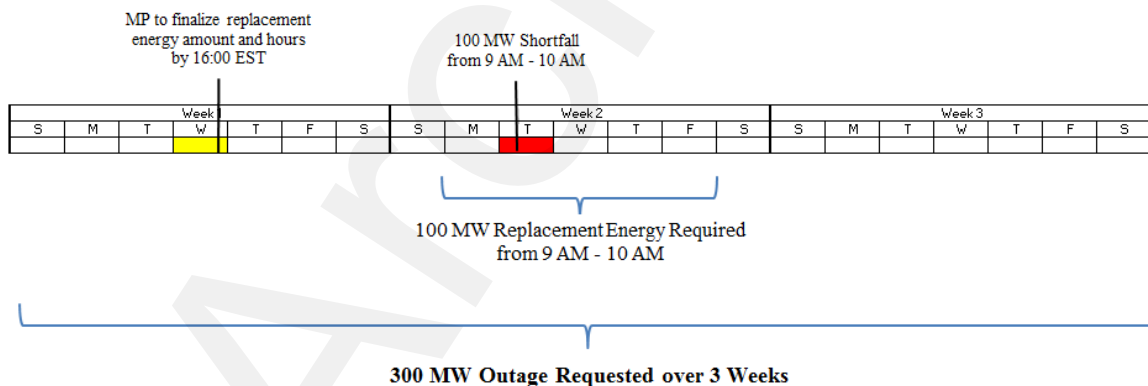 MP to finalize replacement
energy amount and hours
by 16:00 EST
100 MW Shortfall
from 9 AM - 10 AM
Week 1 Week 2 Week 3
S M T W T F S S M T W T F S S M T W T F S
100 MW Replacement Energy Required
from 9 AM - 10 AM
300 MW Outage Requested over 3 Weeks